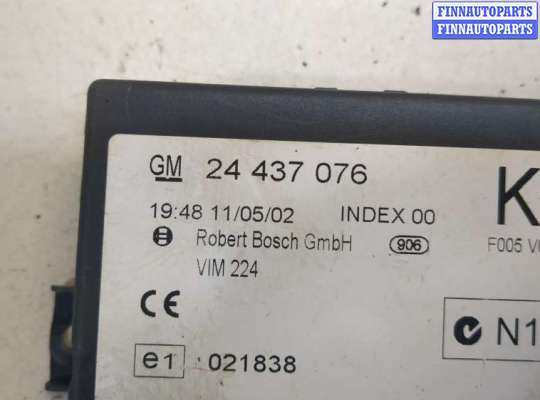 FINNAUTOPARTS
FINNAUTOPARTS
GM 24 437 076
19:48 11/05/02 INDEX 00
Robert Bosch GmbH 906
VIM 224
CE
e1 021838
K
F005 V
N1